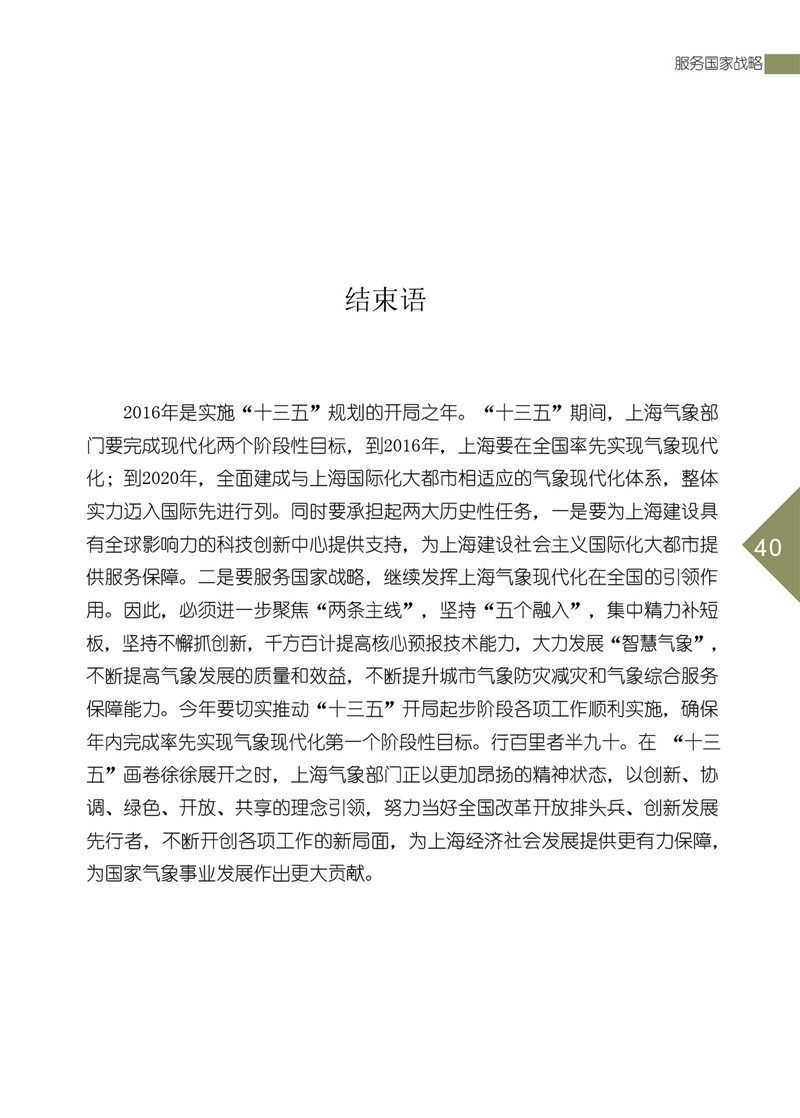 服务国家战略
结束语
2016年是实施“十三五”规划的开局之年。“十三五”期间，上海气象部
门要完成现代化两个阶段性目标，到2016年，上海要在全国率先实现气象现代
化；到2020年，全面建成与上海国际化大都市相适应的气象现代化体系，整体
实力迈入国际先进行列。同时要承担起两大历史性任务，一是要为上海建设具
有全球影响力的科技创新中心提供支持，为上海建设社会主义国际化大都市提
供服务保障。二是要服务国家战略，继续发挥上海气象现代化在全国的引领作
用。因此，必须进一步聚焦“两条主线”，坚持“五个融入”，集中精力补短
板，坚持不懈抓创新，千方百计提高核心预报技术能力，大力发展“智慧气象”，
不断提高气象发展的质量和效益，不断提升城市气象防灾减灾和气象综合服务
保障能力。今年要切实推动“十三五”开局起步阶段各项工作顺利实施，确保
年内完成率先实现气象现代化第一个阶段性目标。行百里者半九十。在 “十三
五”画卷徐徐展开之时，上海气象部门正以更加昂扬的精神状态，以创新、协
调、绿色、开放、共享的理念引领，努力当好全国改革开放排头兵、创新发展
先行者，不断开创各项工作的新局面，为上海经济社会发展提供更有力保障，
为国家气象事业发展作出更大贡献。
40